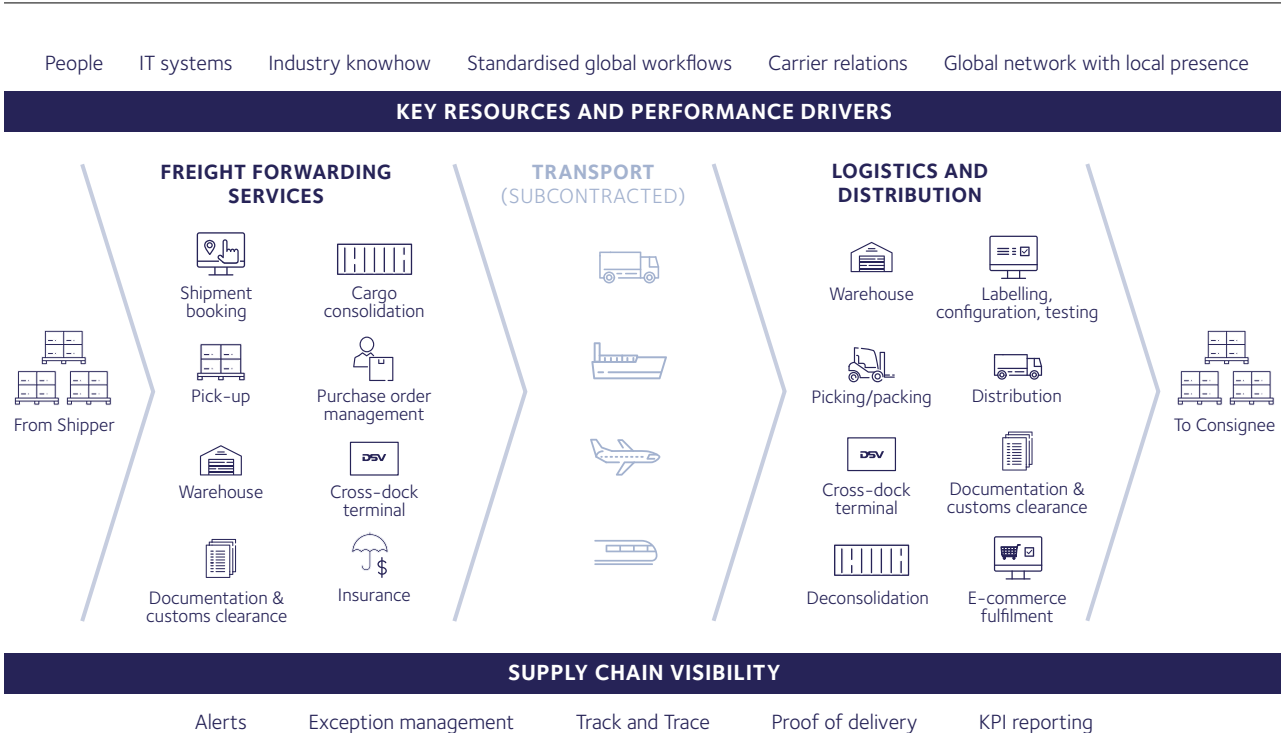 People IT systems Industry knowhow Standardised global workflows Carrier relations Global network with local presence
KEY RESOURCES AND PERFORMANCE DRIVERS
From Shipper
FREIGHT FORWARDING
SERVICES
Shipment
booking
Cargo
consolidation
Pick-up
Purchase order
management
Warehouse
DSV
Cross-dock
terminal
Documentation &
customs clearance
$
Insurance
TRANSPORT
(SUBCONTRACTED)
LOGISTICS AND
DISTRIBUTION
Warehouse
Labelling,
configuration, testing
Picking/packing
Distribution
DSV
Cross-dock
terminal
Documentation &
customs clearance
Deconsolidation
E-commerce
fulfilment
To Consignee
SUPPLY CHAIN VISIBILITY
Alerts Exception management Track and Trace Proof of delivery KPI reporting